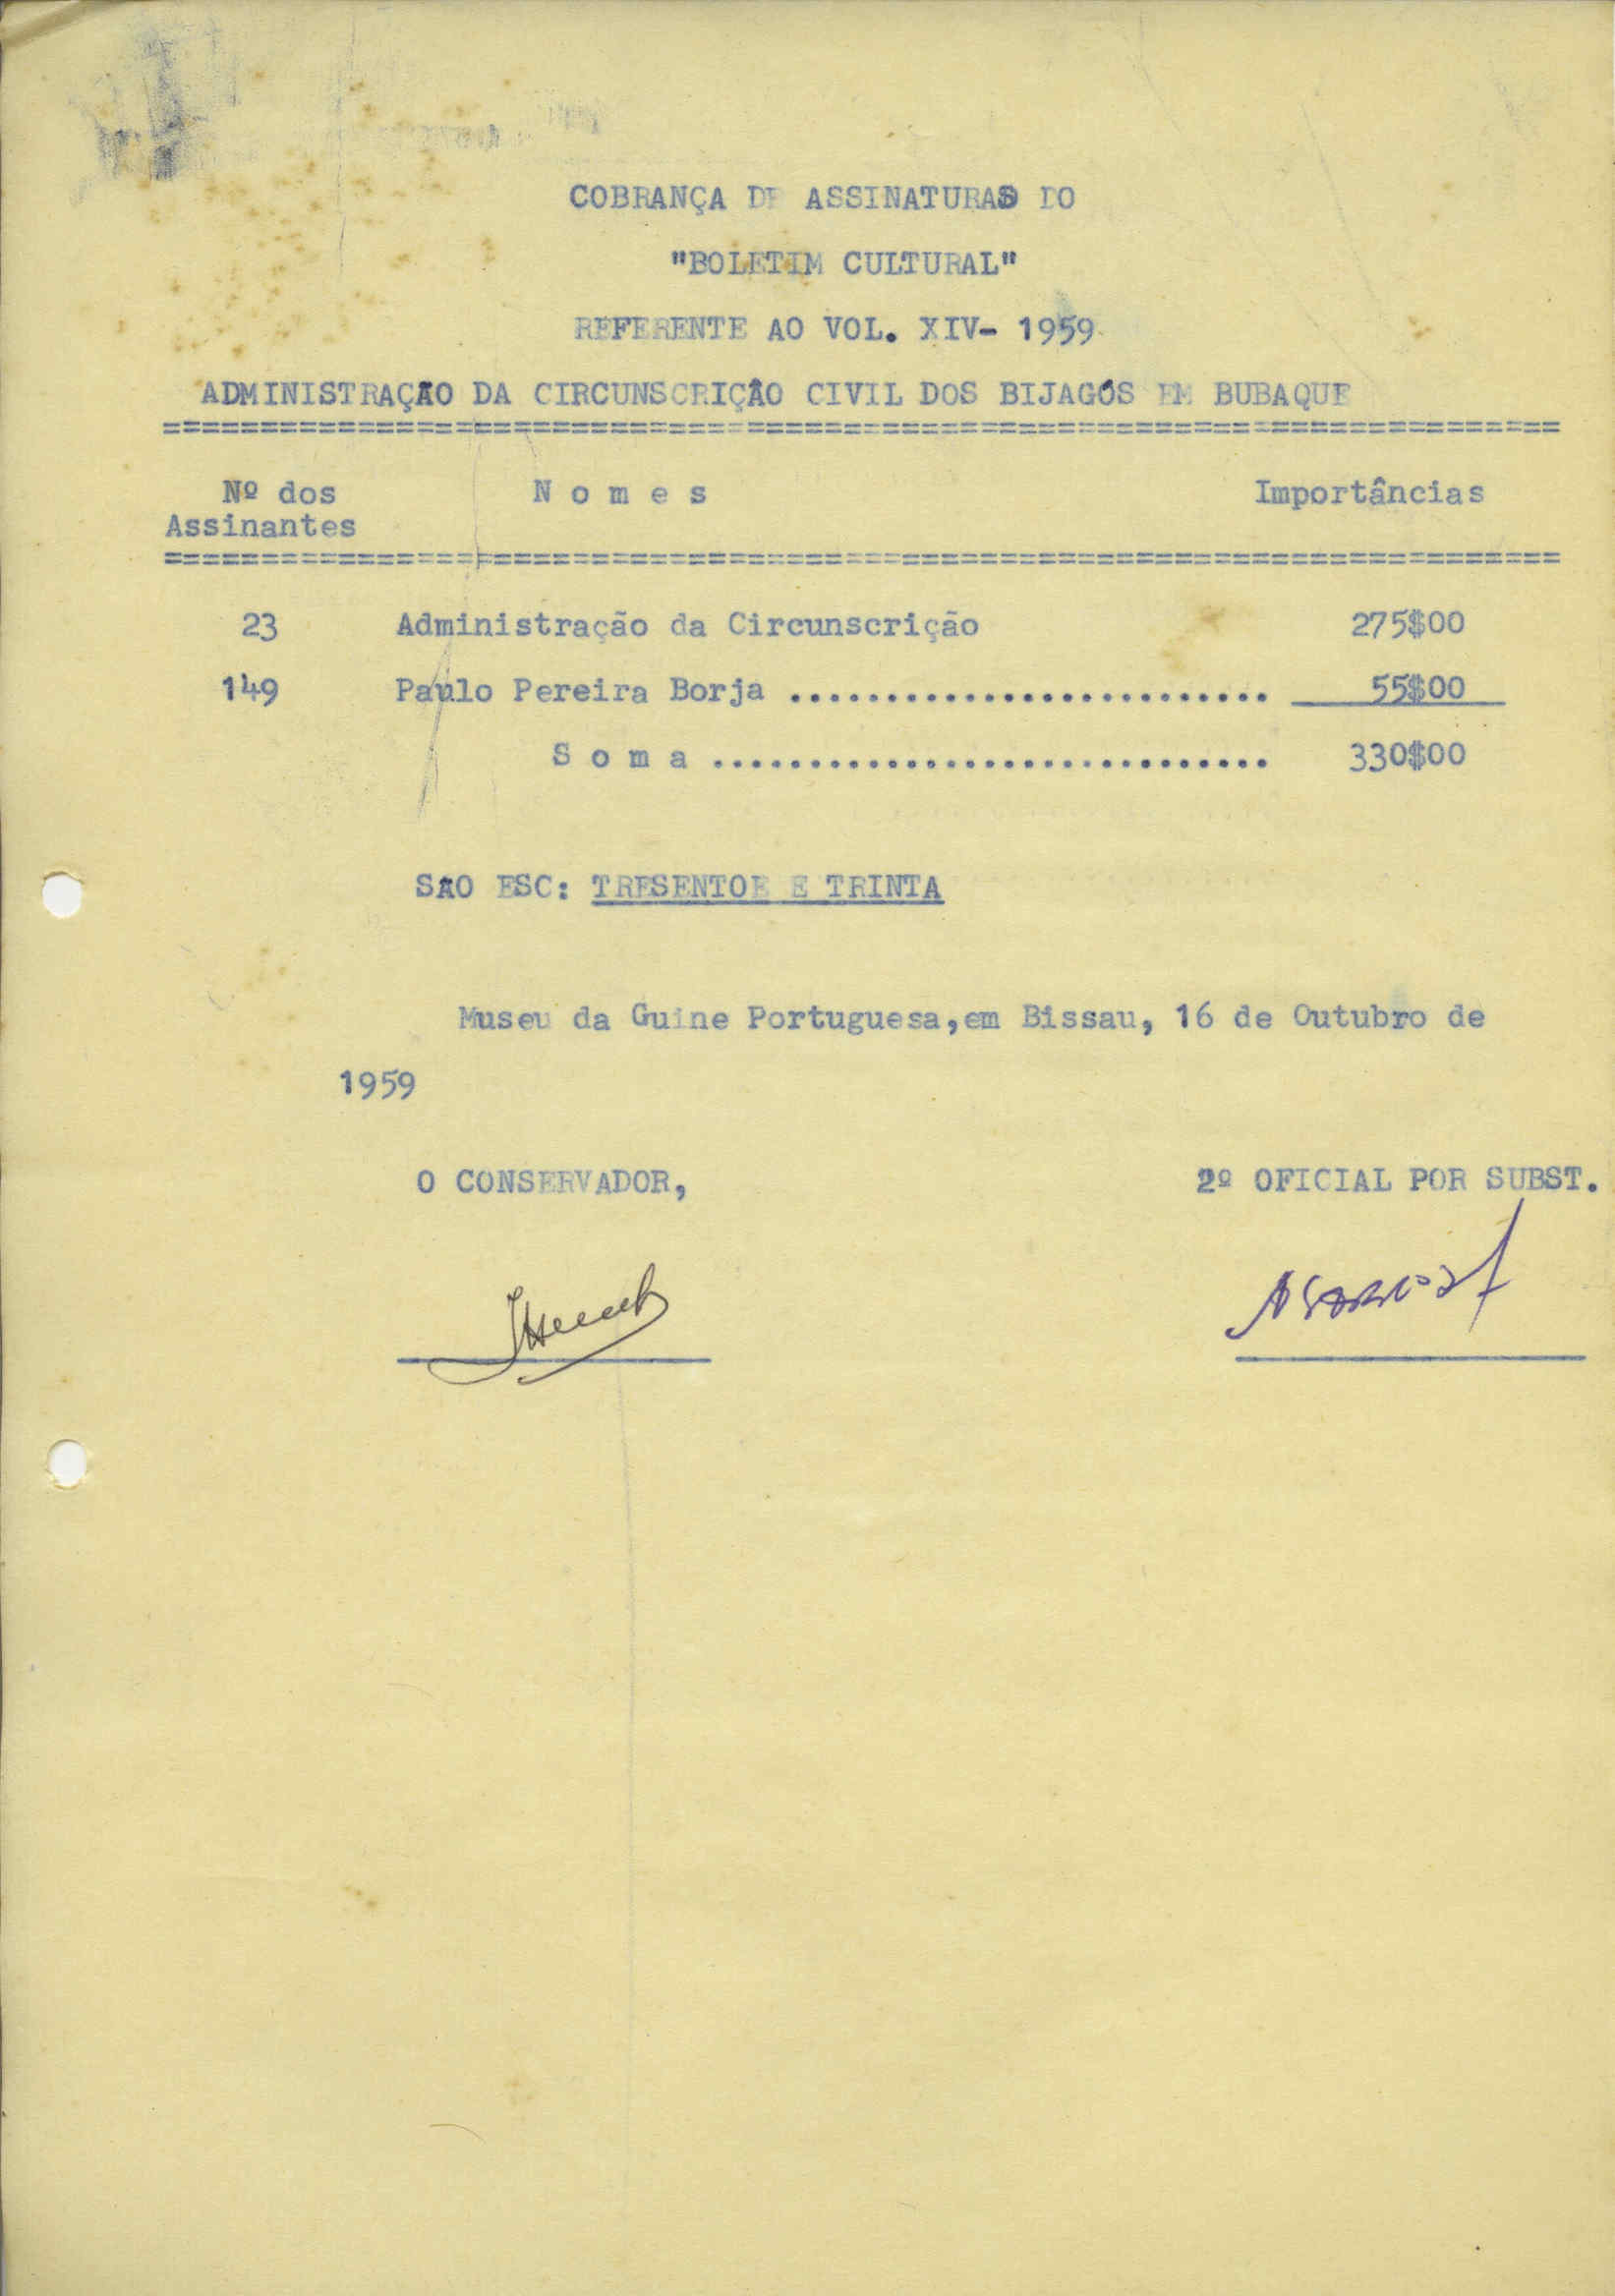 COBRANÇA DE ASSINATURAS DO
"BOLETIM CULTURAL"
REFERENTE AO VOL. XIV- 1959
ADMINISTRAÇÃO DA CIRCUNSCRIÇÃO CIVIL DOS BIJAGÓS EM BUBAQUE
Nº dos N o m e s Importâncias
Assinantes
23 Administração da Circunscrição 275$00
149 Paulo Pereira Borja ......................... 55$00
S o m a ............................. 330$00
SÃO ESC: TRESENTOE E TRINTA
Museu da Guine Portuguesa,em Bissau, 16 de Outubro de
1959
O CONSERVADOR, 2º OFICIAL POR SUBST.